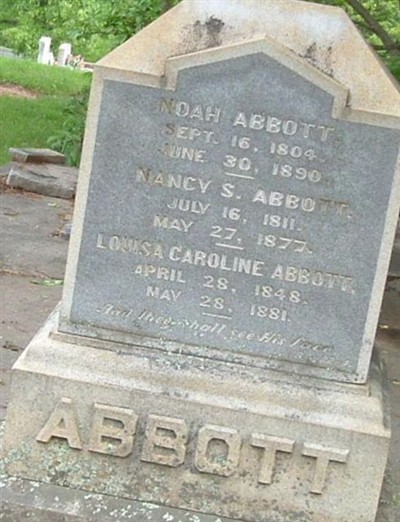 NOAH ABBOTT
SEPT. 16, 1804.
JUNE 30, 1890.
NANCY S. ABBOTT,
JULY 16, 1811.
MAY 27, 1877.
LOUISA CAROLINE ABBOTT,
APRIL 28, 1848.
MAY 28, 1881.
And they shall see His face.
ABBOTT